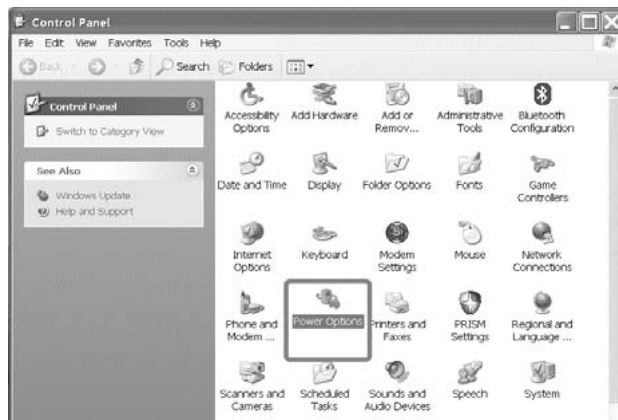 Control Panel
File Edit View Favorites Tools Help
Back Search Folders
Control Panel
Switch to Category View
See Also
Windows Update
Help and Support
Accessibility Options
Add Hardware
Add or Remov...
Administrative Tools
Bluetooth Configuration
Date and Time
Display
Folder Options
Fonts
Game Controllers
Internet Options
Keyboard
Modem Settings
Mouse
Network Connections
Phone and Modem ...
Power Options
Printers and Faxes
PRISM Settings
Regional and Language ...
Scanners and Cameras
Scheduled Tasks
Sounds and Audio Devices
Speech
System